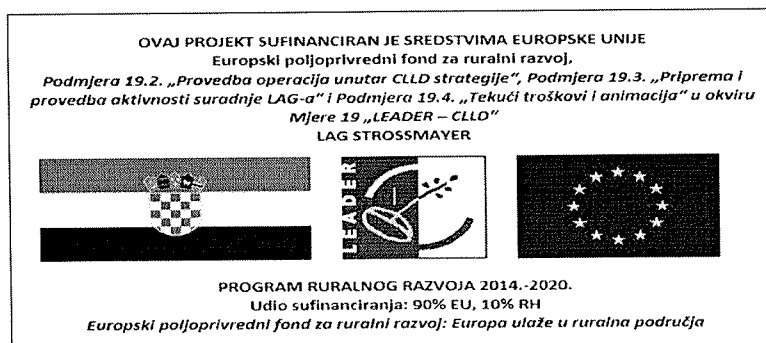 OVAJ PROJEKT SUFINANCIRAN JE SREDSTVIMA EUROPSKE UNIJE
Europski poljoprivredni fond za ruralni razvoj,
Podmjera 19.2. „Provedba operacija unutar CLLD strategije“, Podmjera 19.3. „Priprema i
provedba aktivnosti suradnje LAG-a“ i Podmjera 19.4. „Tekući troškovi i animacija“ u okviru
Mjere 19 „LEADER – CLLD“
LAG STROSSMAYER
LEADER
PROGRAM RURALNOG RAZVOJA 2014.-2020.
Udio sufinanciranja: 90% EU, 10% RH
Europski poljoprivredni fond za ruralni razvoj: Europa ulaže u ruralna područja